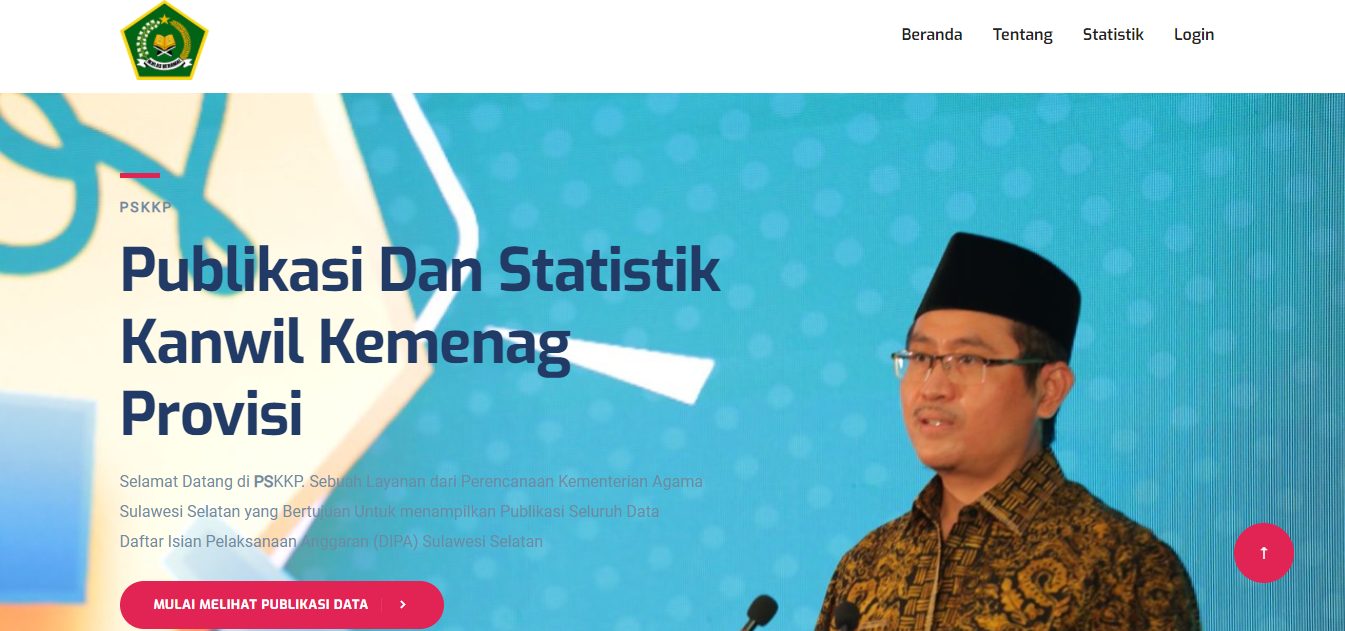 IKHLAS BERAMAL
Beranda Tentang Statistik Login
PSKKP
Publikasi Dan Statistik
Kanwil Kemenag
Provisi
Selamat Datang di PSKKP. Sebuah Layanan dari Perencanaan Kementerian Agama
Sulawesi Selatan yang Bertujuan Untuk menampilkan Publikasi Seluruh Data
Daftar Isian Pelaksanaan Anggaran (DIPA) Sulawesi Selatan
MULAI MELIHAT PUBLIKASI DATA